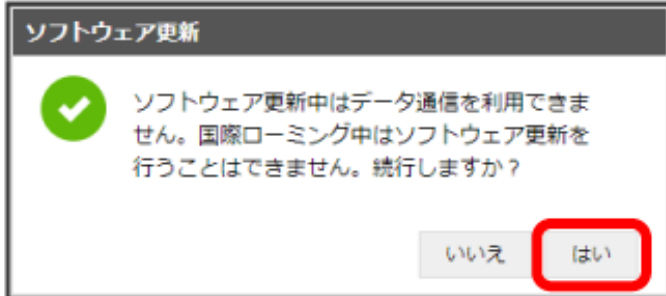 ソフトウェア更新
ソフトウェア更新中はデータ通信を利用できま
せん。国際ローミング中はソフトウェア更新を
行うことはできません。続行しますか？
いいえ はい